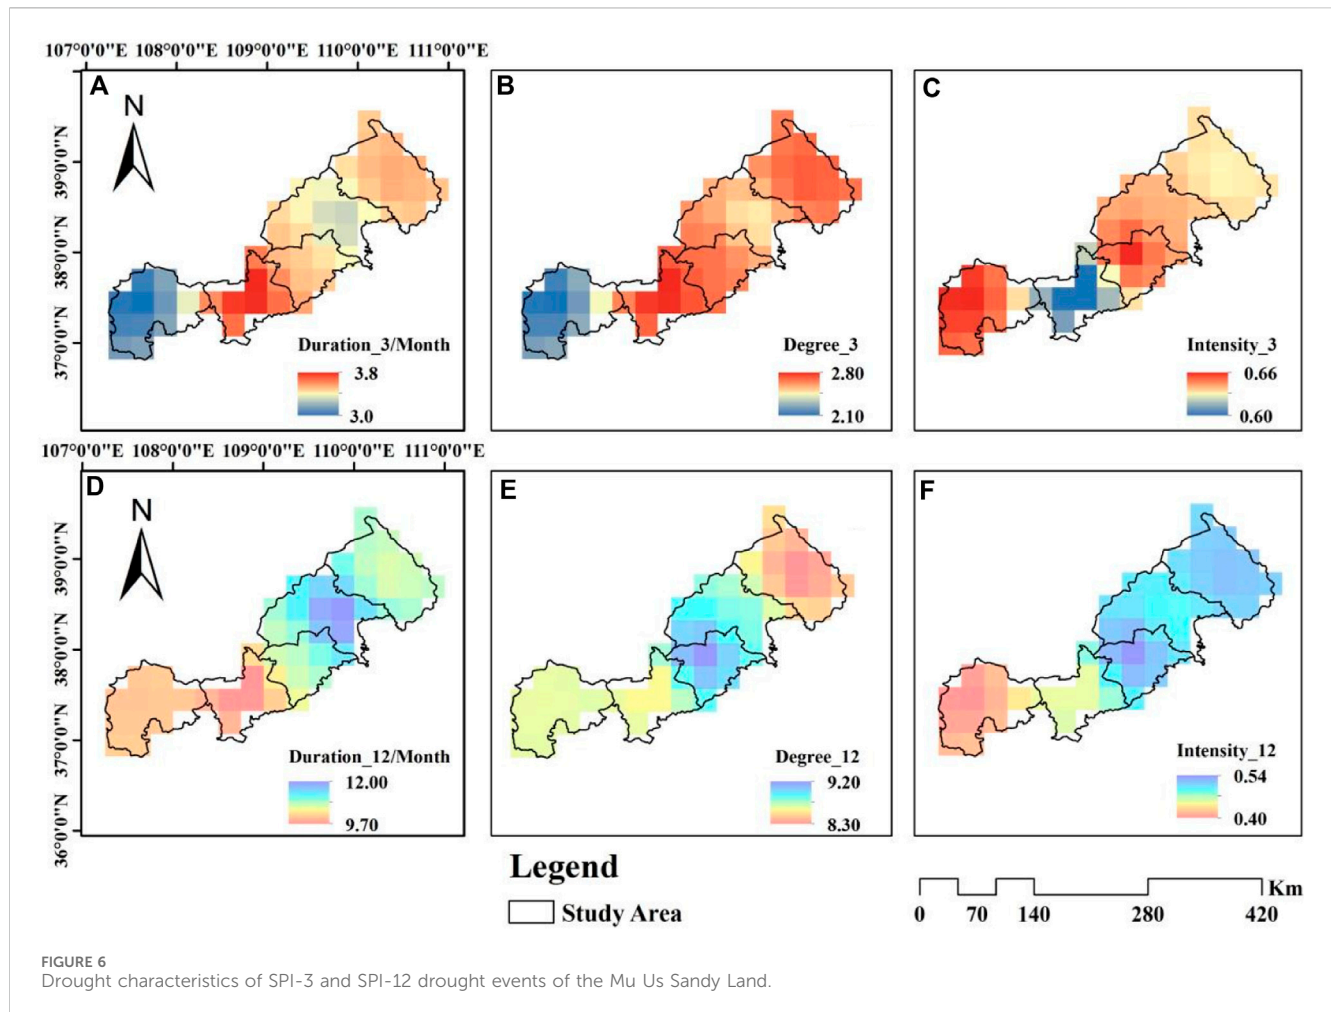 107°0'0"E 108°0'0"E 109°0'0"E 110°0'0"E 111°0'0"E
A
B
C
N
39°0'0"N
38°0'0"N
37°0'0"N
Duration_3/Month
3.8
3.0
Degree_3
2.80
2.10
Intensity_3
0.66
0.60
107°0'0"E 108°0'0"E 109°0'0"E 110°0'0"E 111°0'0"E
D
E
F
N
39°0'0"N
38°0'0"N
37°0'0"N
36°0'0"N
Duration_12/Month
12.00
9.70
Degree_12
9.20
8.30
Intensity_12
0.54
0.40
Legend
Study Area
Km
0 70 140 280 420
FIGURE 6
Drought characteristics of SPI-3 and SPI-12 drought events of the Mu Us Sandy Land.